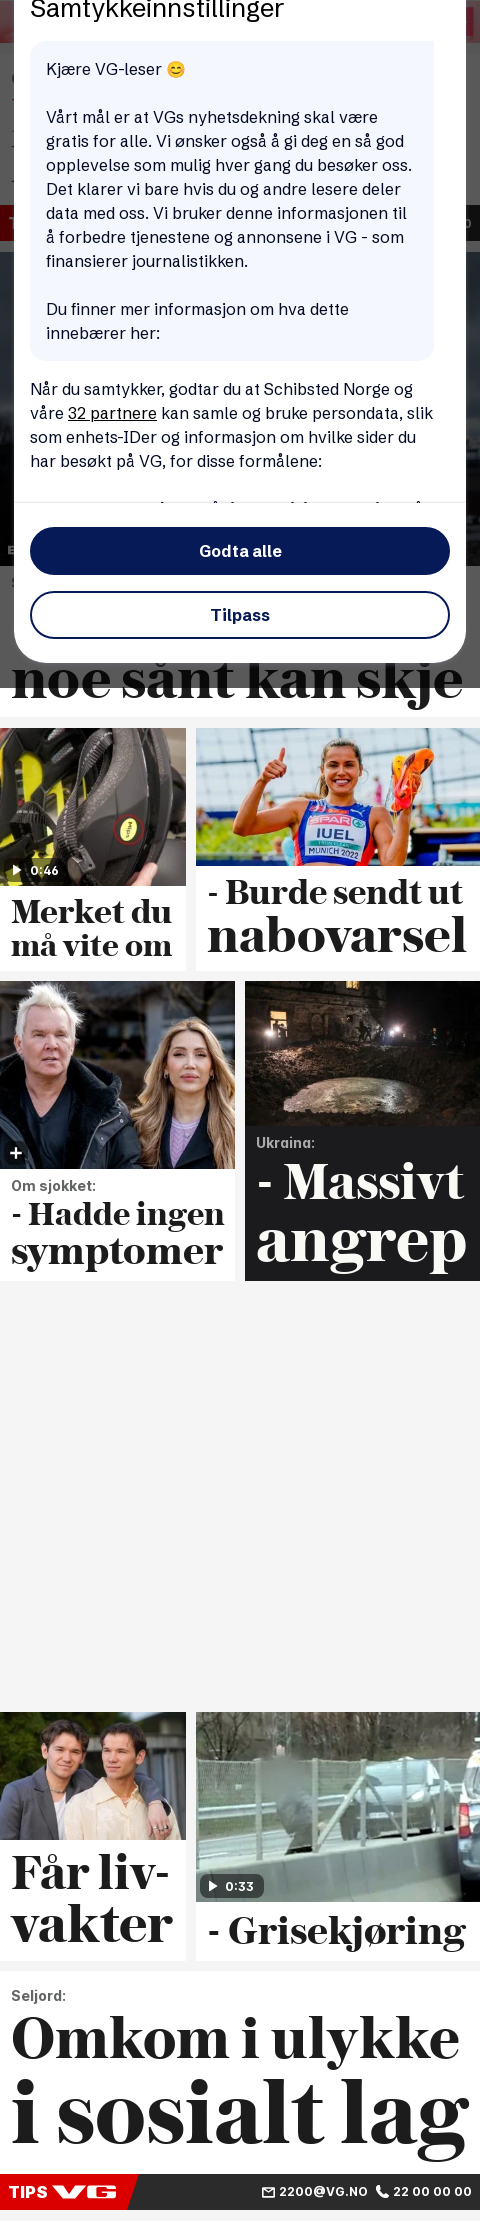 Samtykkeinnstillinger
Kjære VG-leser 😊
Vårt mål er at VGs nyhetsdekning skal være
gratis for alle. Vi ønsker også å gi deg en så god
opplevelse som mulig hver gang du besøker oss.
Det klarer vi bare hvis du og andre lesere deler
data med oss. Vi bruker denne informasjonen til
å forbedre tjenestene og annonsene i VG - som
finansierer journalistikken.
Du finner mer informasjon om hva dette
innebærer her:
Når du samtykker, godtar du at Schibsted Norge og
våre 32 partnere kan samle og bruke persondata, slik
som enhets-IDer og informasjon om hvilke sider du
har besøkt på VG, for disse formålene:
Godta alle
Tilpass
noe sånt kan skje
0:46
Merket du
må vite om
IUEL
MUNICH 2022
- Burde sendt ut
nabovarsel
Om sjokket:
- Hadde ingen
symptomer
Ukraina:
- Massivt
angrep
Får liv-
vakter
0:33
- Grisekjøring
Seljord:
Omkom i ulykke
i sosialt lag
TIPS VG 2200@VG.NO 22 00 00 00